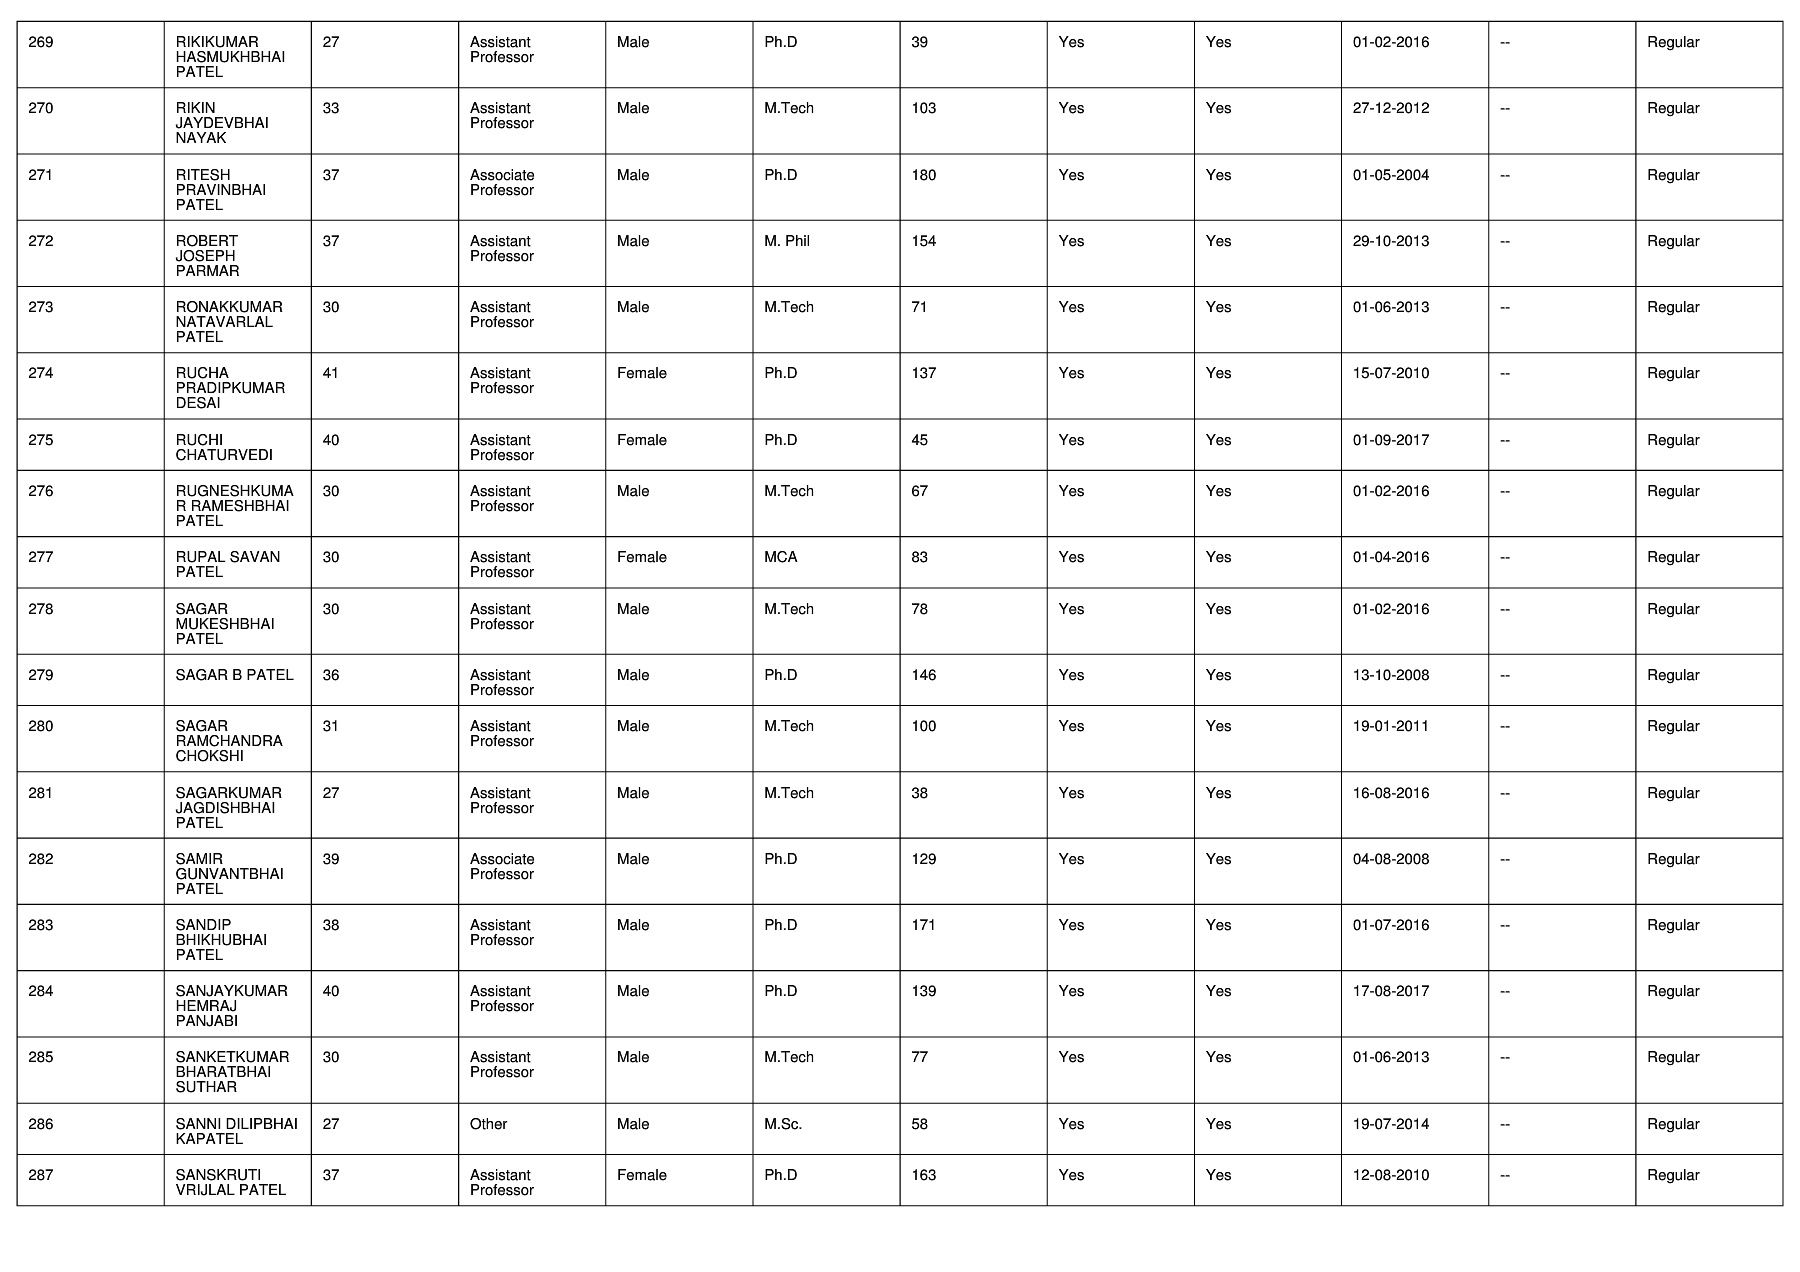 269 RIKIKUMAR 27 Assistant Male Ph.D 39 Yes Yes 01-02-2016 -- Regular
HASMUKHBHAI Professor
PATEL
270 RIKIN 33 Assistant Male M.Tech 103 Yes Yes 27-12-2012 -- Regular
JAYDEVBHAI Professor
NAYAK
271 RITESH 37 Associate Male Ph.D 180 Yes Yes 01-05-2004 -- Regular
PRAVINBHAI Professor
PATEL
272 ROBERT 37 Assistant Male M. Phil 154 Yes Yes 29-10-2013 -- Regular
JOSEPH Professor
PARMAR
273 RONAKKUMAR 30 Assistant Male M.Tech 71 Yes Yes 01-06-2013 -- Regular
NATAVARLAL Professor
PATEL
274 RUCHA 41 Assistant Female Ph.D 137 Yes Yes 15-07-2010 -- Regular
PRADIPKUMAR Professor
DESAI
275 RUCHI 40 Assistant Female Ph.D 45 Yes Yes 01-09-2017 -- Regular
CHATURVEDI Professor
276 RUGNESHKUMA 30 Assistant Male M.Tech 67 Yes Yes 01-02-2016 -- Regular
R RAMESHBHAI Professor
PATEL
277 RUPAL SAVAN 30 Assistant Female MCA 83 Yes Yes 01-04-2016 -- Regular
PATEL Professor
278 SAGAR 30 Assistant Male M.Tech 78 Yes Yes 01-02-2016 -- Regular
MUKESHBHAI Professor
PATEL
279 SAGAR B PATEL 36 Assistant Male Ph.D 146 Yes Yes 13-10-2008 -- Regular
Professor
280 SAGAR 31 Assistant Male M.Tech 100 Yes Yes 19-01-2011 -- Regular
RAMCHANDRA Professor
CHOKSHI
281 SAGARKUMAR 27 Assistant Male M.Tech 38 Yes Yes 16-08-2016 -- Regular
JAGDISHBHAI Professor
PATEL
282 SAMIR 39 Associate Male Ph.D 129 Yes Yes 04-08-2008 -- Regular
GUNVANTBHAI Professor
PATEL
283 SANDIP 38 Assistant Male Ph.D 171 Yes Yes 01-07-2016 -- Regular
BHIKHUBHAI Professor
PATEL
284 SANJAYKUMAR 40 Assistant Male Ph.D 139 Yes Yes 17-08-2017 -- Regular
HEMRAJ Professor
PANJABI
285 SANKETKUMAR 30 Assistant Male M.Tech 77 Yes Yes 01-06-2013 -- Regular
BHARATBHAI Professor
SUTHAR
286 SANNI DILIPBHAI 27 Other Male M.Sc. 58 Yes Yes 19-07-2014 -- Regular
KAPATEL
287 SANSKRUTI 37 Assistant Female Ph.D 163 Yes Yes 12-08-2010 -- Regular
VRIJLAL PATEL Professor